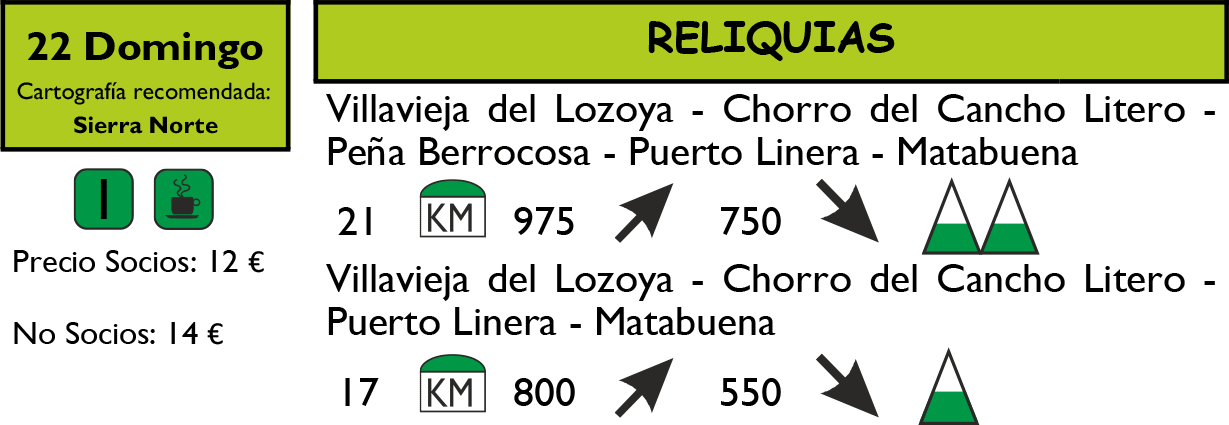 22 Domingo
Cartografía recomendada:
Sierra Norte
I
Precio Socios: 12 €
No Socios: 14 €
RELIQUIAS
Villavieja del Lozoya - Chorro del Cancho Litero -
Peña Berrocosa - Puerto Linera - Matabuena
21 KM 975 750
Villavieja del Lozoya - Chorro del Cancho Litero -
Puerto Linera - Matabuena
17 KM 800 550